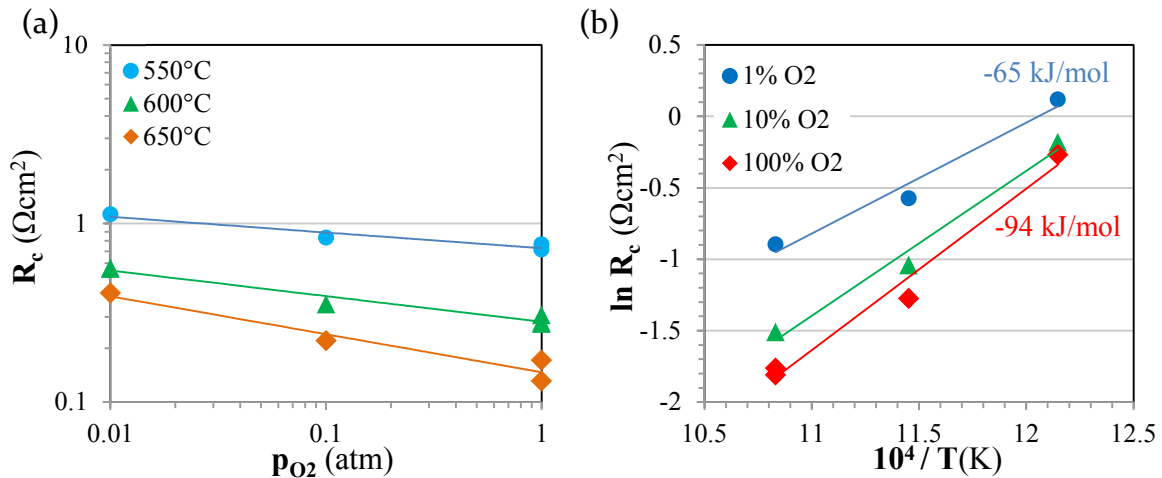 (a)
10
1
0.1
R_c (Ωcm²)
550°C
600°C
650°C
0.01
0.1
1
p_O2 (atm)
(b)
0.5
0
-0.5
-1
-1.5
-2
ln R_c (Ωcm²)
1% O2
10% O2
100% O2
-65 kJ/mol
-94 kJ/mol
10.5
11
11.5
12
12.5
10⁴ / T(K)